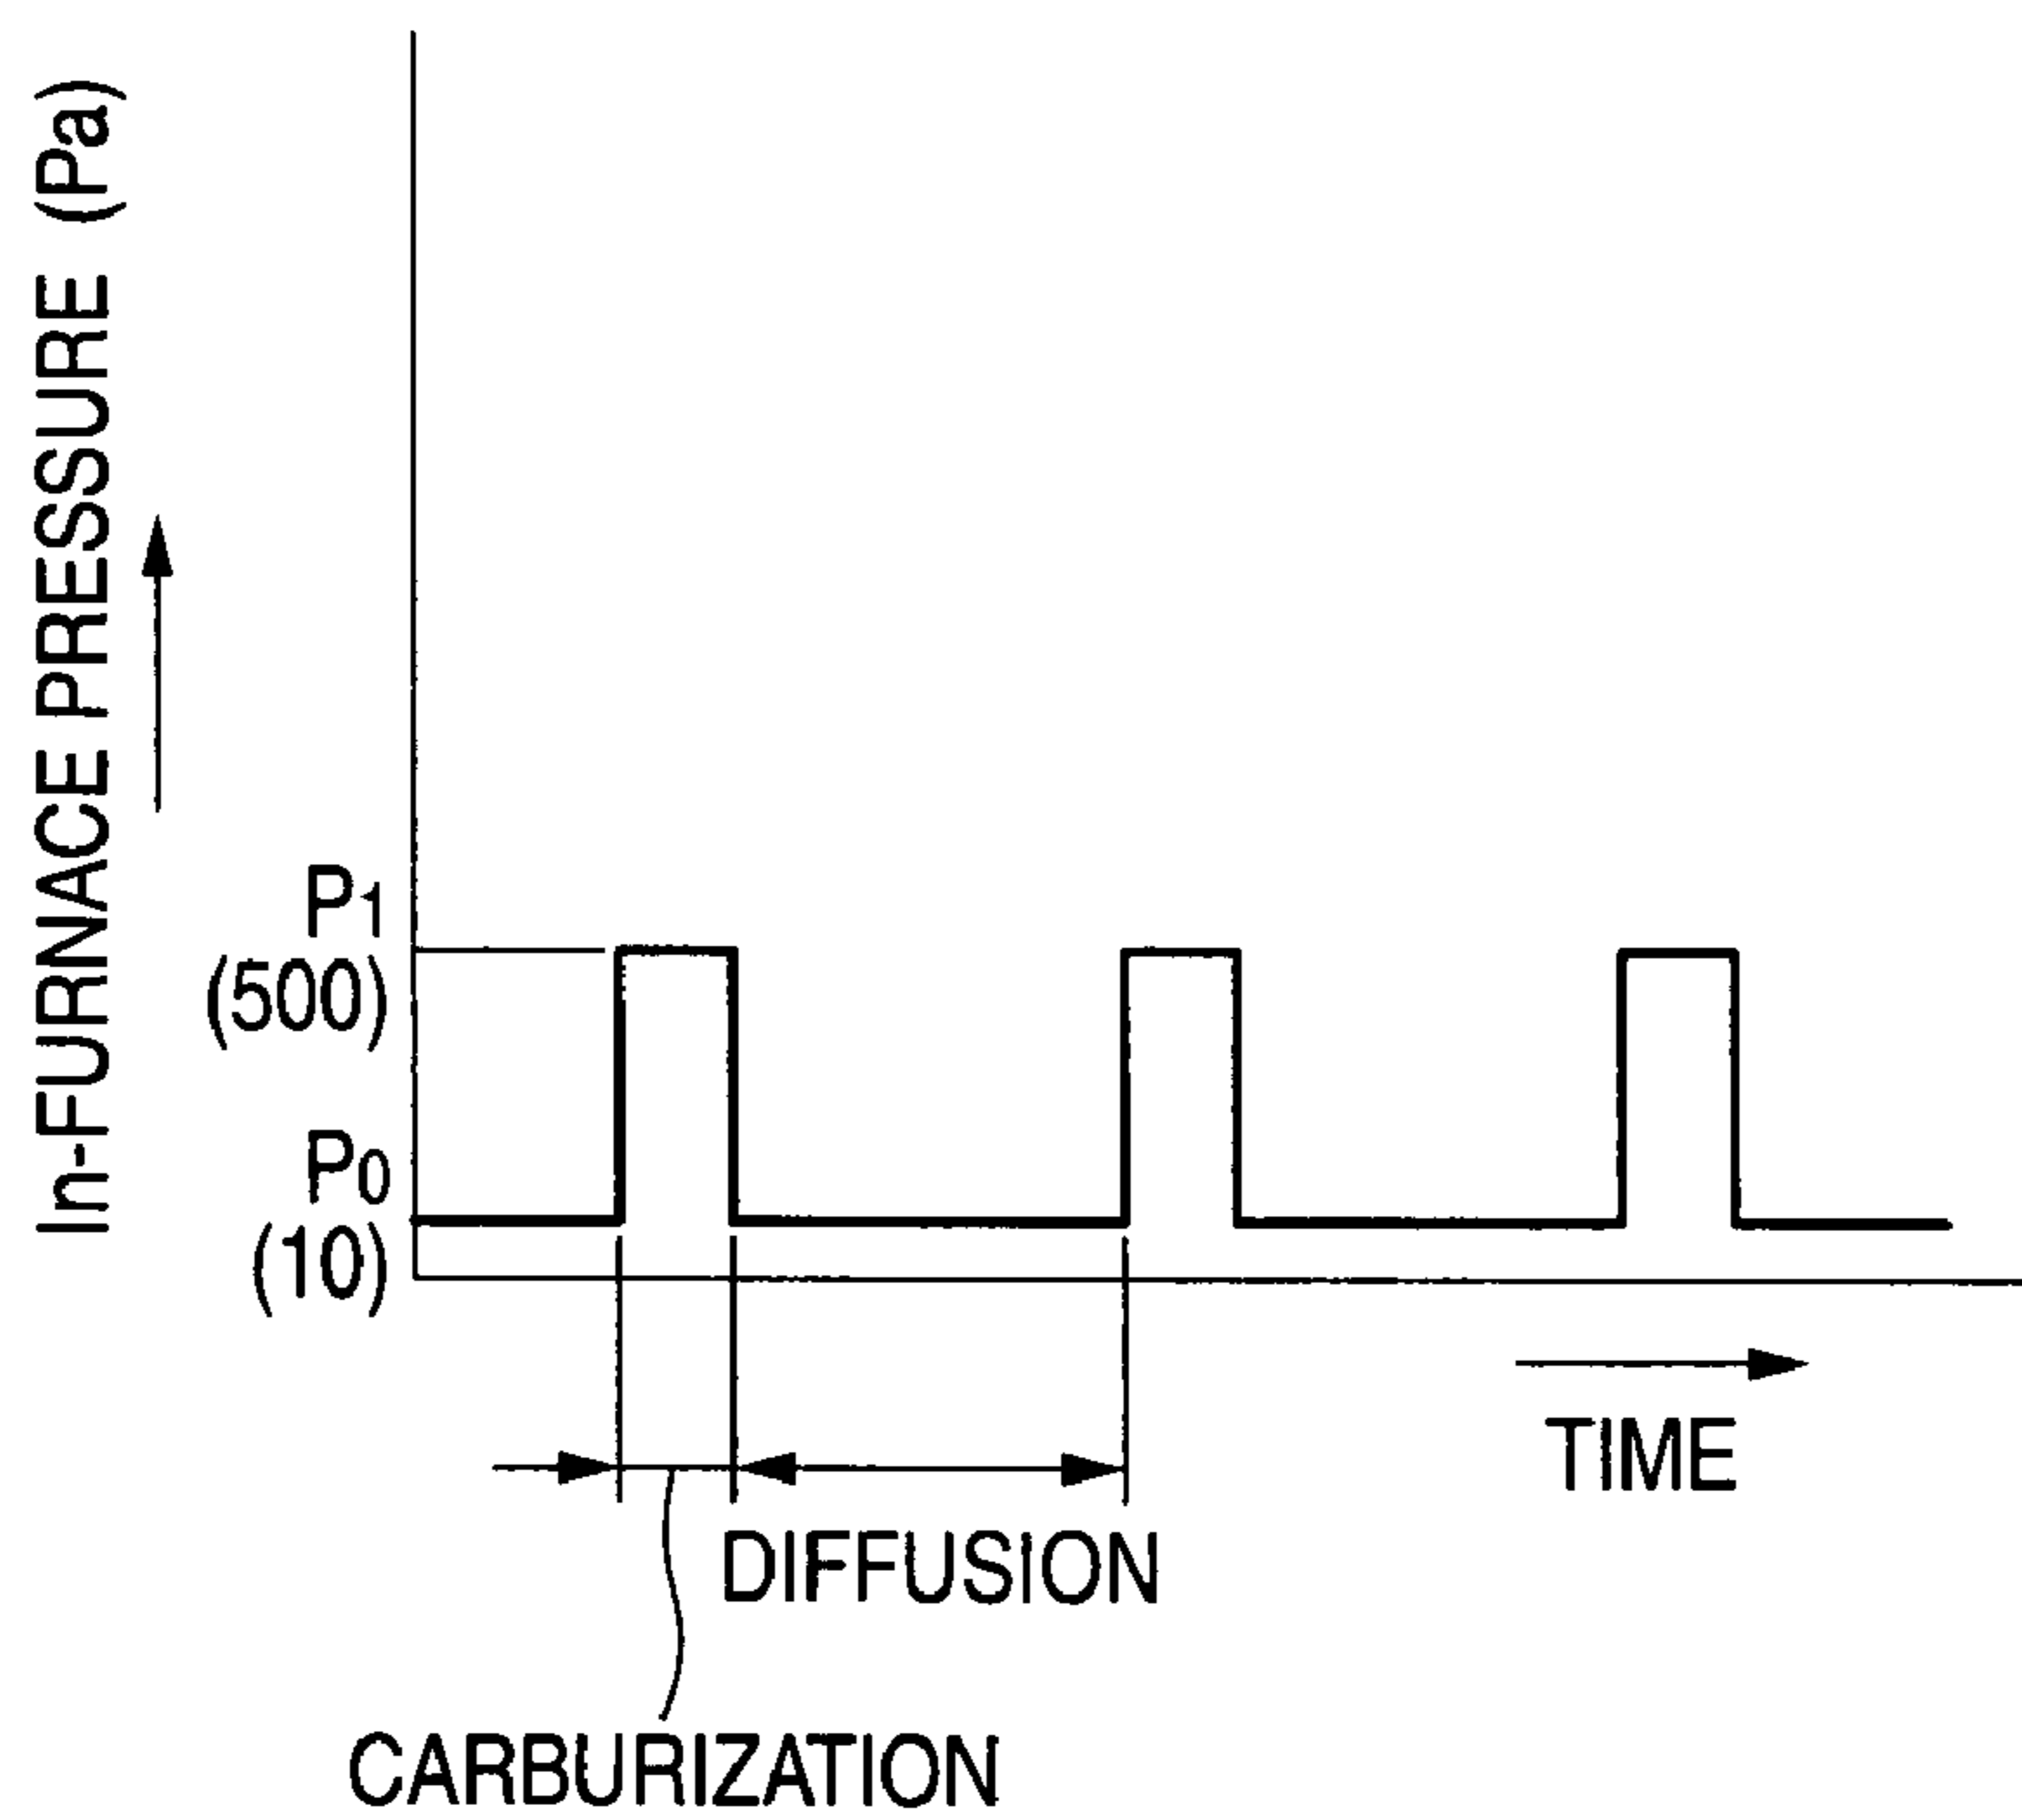 In-FURNACE PRESSURE (Pa)
P1
(500)
P0
(10)
TIME
DIFFUSION
CARBURIZATION